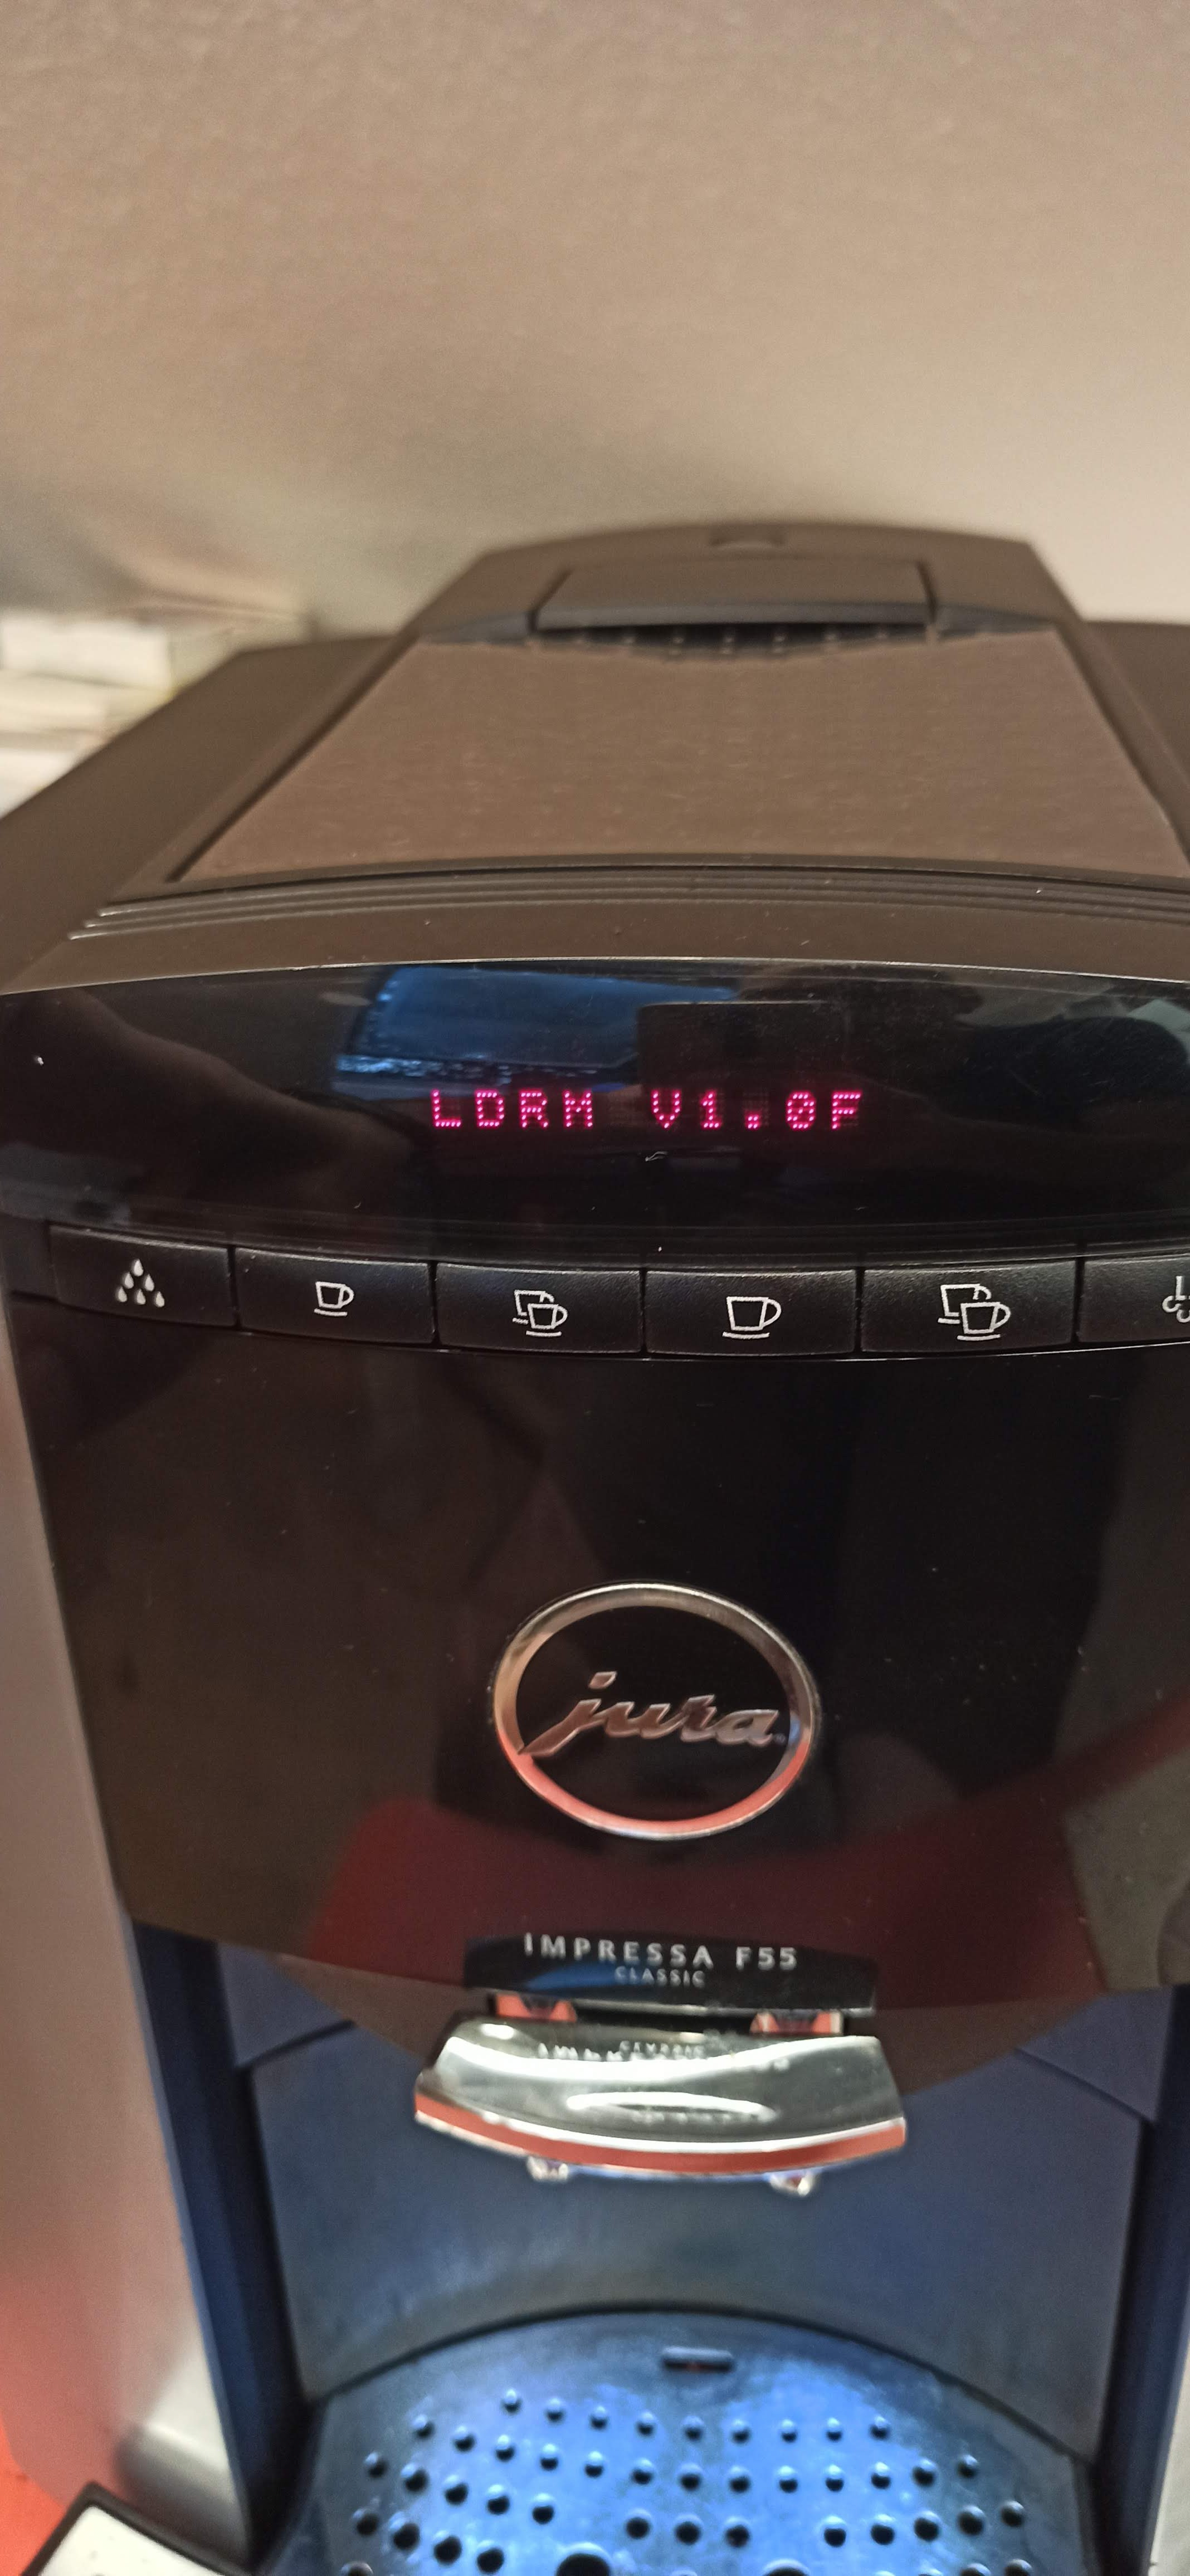 LDRM V1.0F
jura
IMPRESSA F55
CLASSIC